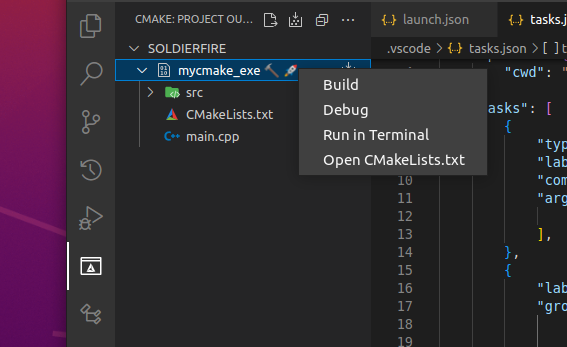 CMAKE: PROJECT OU...
launch.json
tasks.j
SOLDIERFIRE
.vscode > tasks.json > [ ] t
mycmake_exe
"cwd": "
src
Build
CMakeLists.txt
Debug
asks": [
main.cpp
Run in Terminal
{
Open CMakeLists.txt
"typ
"lab
10 "com
11 "arg
12
13 ],
14 },
15 {
16 "lab
17 "gro
18
19